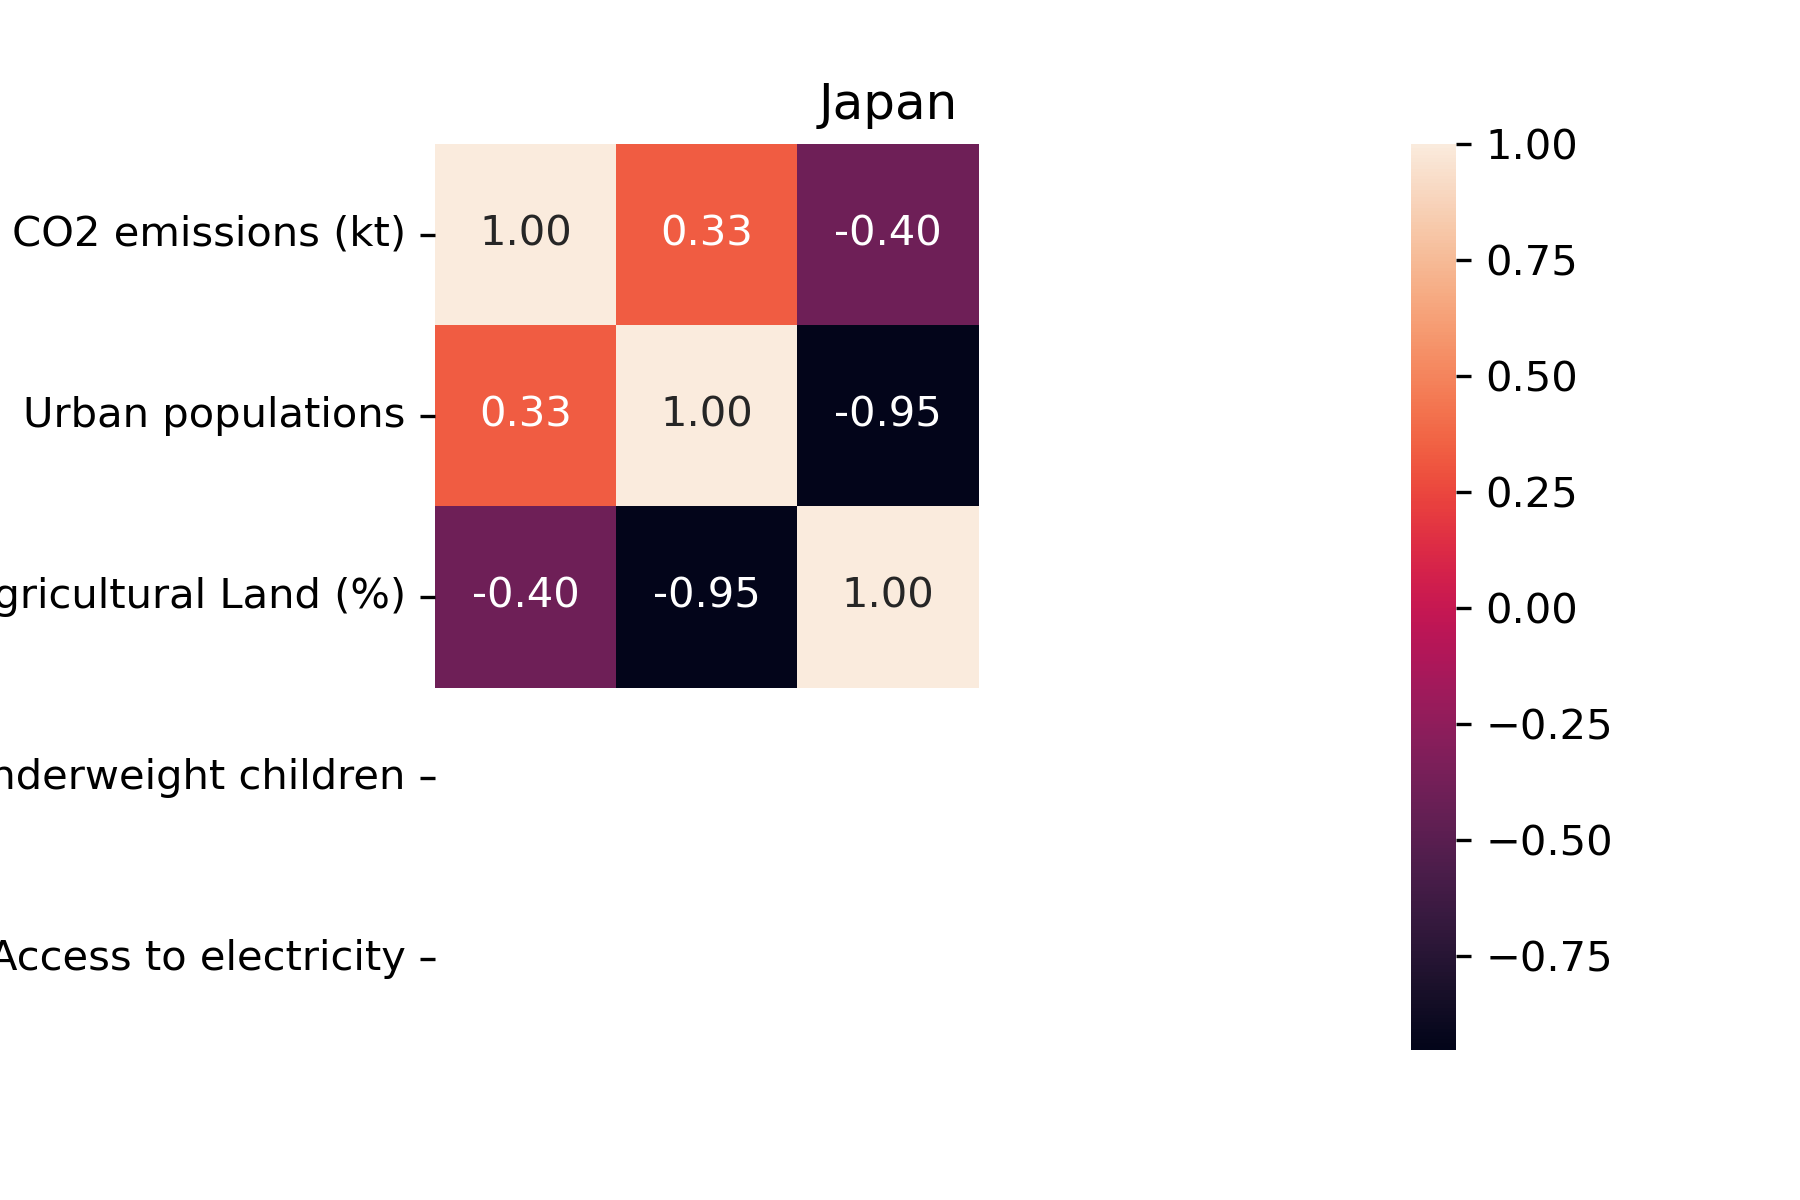 Japan
CO2 emissions (kt) 1.00 0.33 -0.40
Urban populations 0.33 1.00 -0.95
gricultural Land (%) -0.40 -0.95 1.00
nderweight children
Access to electricity
1.00
0.75
0.50
0.25
0.00
−0.25
−0.50
−0.75